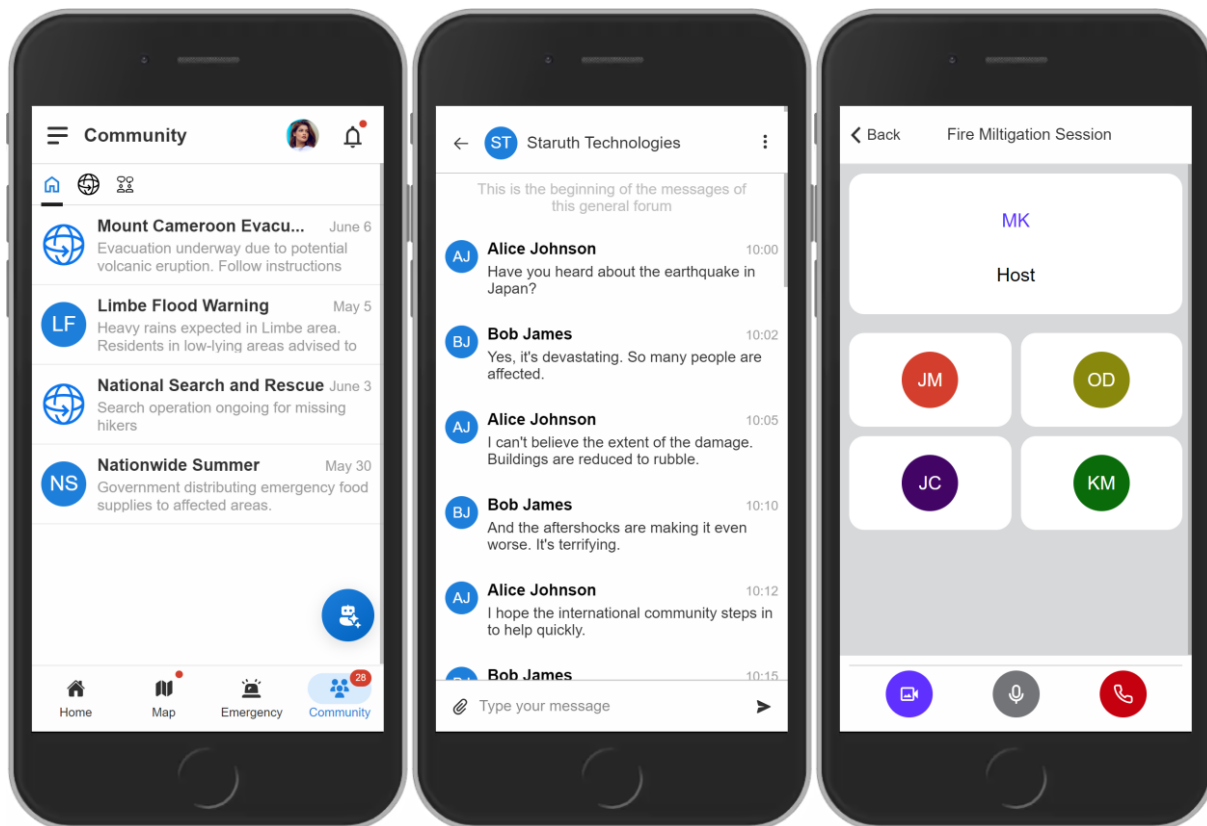 Community
Mount Cameroon Evacu... June 6
Evacuation underway due to potential
volcanic eruption. Follow instructions
LF
Limbe Flood Warning May 5
Heavy rains expected in Limbe area.
Residents in low-lying areas advised to
National Search and Rescue June 3
Search operation ongoing for missing
hikers
NS
Nationwide Summer May 30
Government distributing emergency food
supplies to affected areas.
28
Home Map Emergency Community
ST Staruth Technologies
This is the beginning of the messages of
this general forum
AJ
Alice Johnson 10:00
Have you heard about the earthquake in
Japan?
BJ
Bob James 10:02
Yes, it's devastating. So many people are
affected.
AJ
Alice Johnson 10:05
I can't believe the extent of the damage.
Buildings are reduced to rubble.
BJ
Bob James 10:10
And the aftershocks are making it even
worse. It's terrifying.
AJ
Alice Johnson 10:12
I hope the international community steps in
to help quickly.
Bob James 10:15
Type your message
Back Fire Miltigation Session
MK
Host
JM OD
JC KM